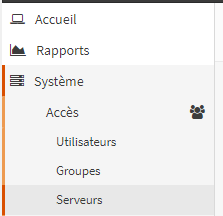 Accueil
Rapports
Système
Accès
Utilisateurs
Groupes
Serveurs